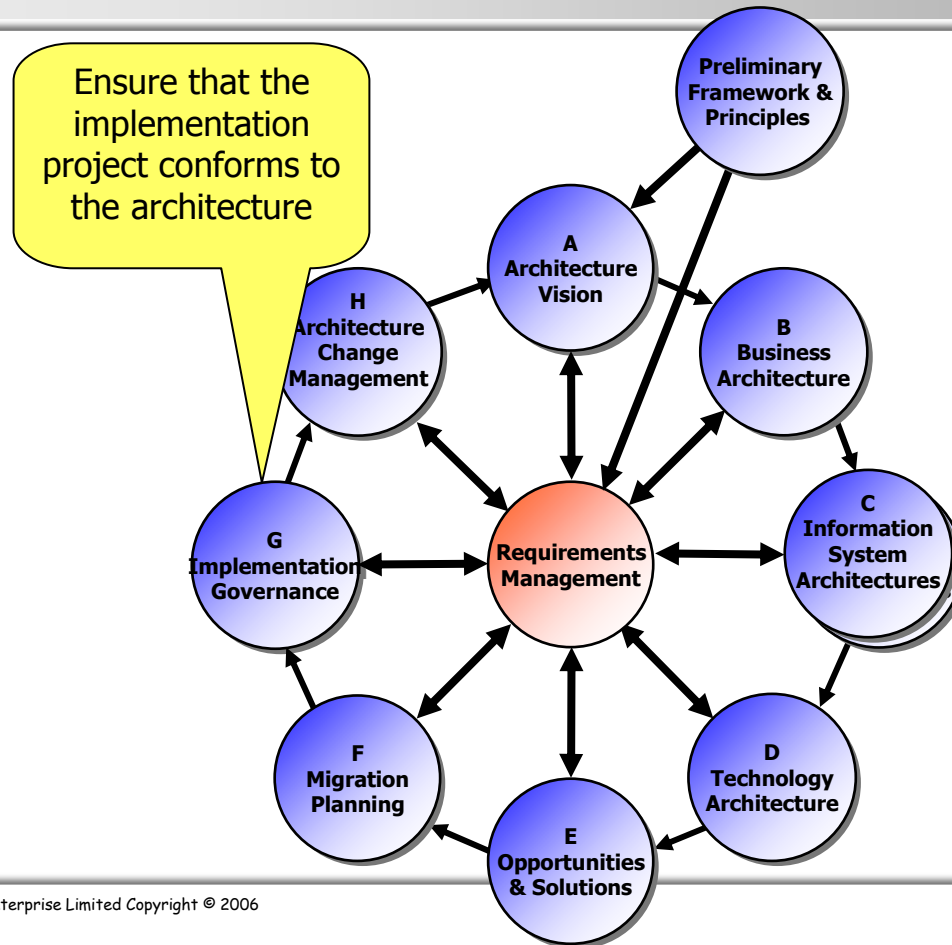 Ensure that the
implementation
project conforms to
the architecture
Preliminary
Framework &
Principles
A
Architecture
Vision
B
Business
Architecture
C
Information
System
Architectures
D
Technology
Architecture
E
Opportunities
& Solutions
F
Migration
Planning
G
Implementation
Governance
H
Architecture
Change
Management
Requirements
Management
terprise Limited Copyright © 2006